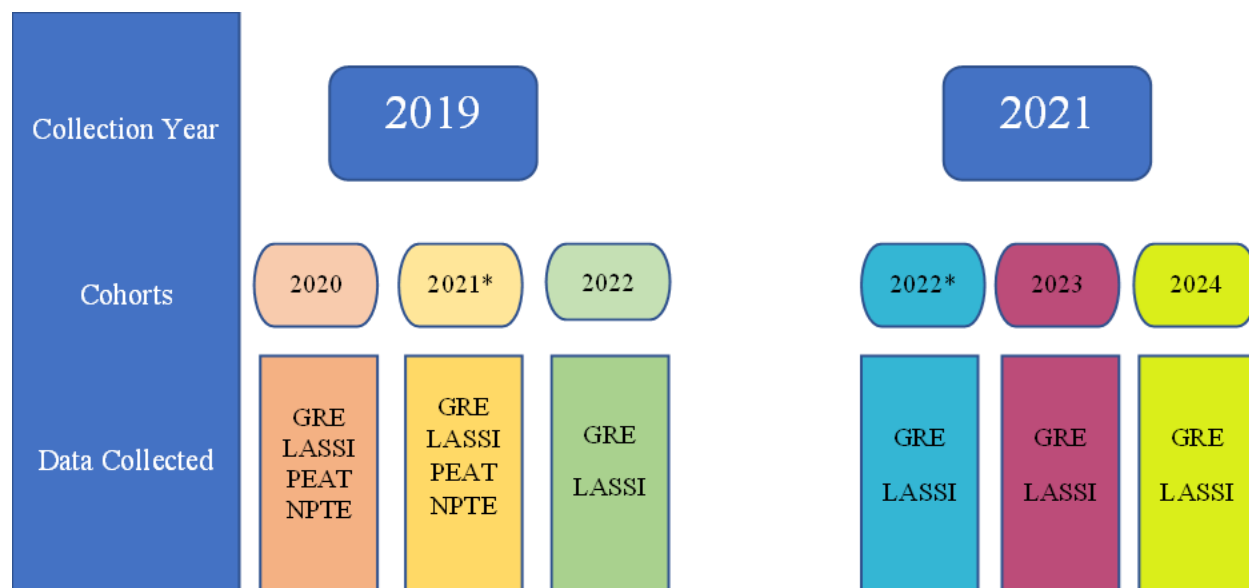 Collection Year
2019
2021
Cohorts
2020
2021*
2022
2022*
2023
2024
Data Collected
GRE
LASSI
PEAT
NPTE
GRE
LASSI
PEAT
NPTE
GRE
LASSI
GRE
LASSI
GRE
LASSI
GRE
LASSI